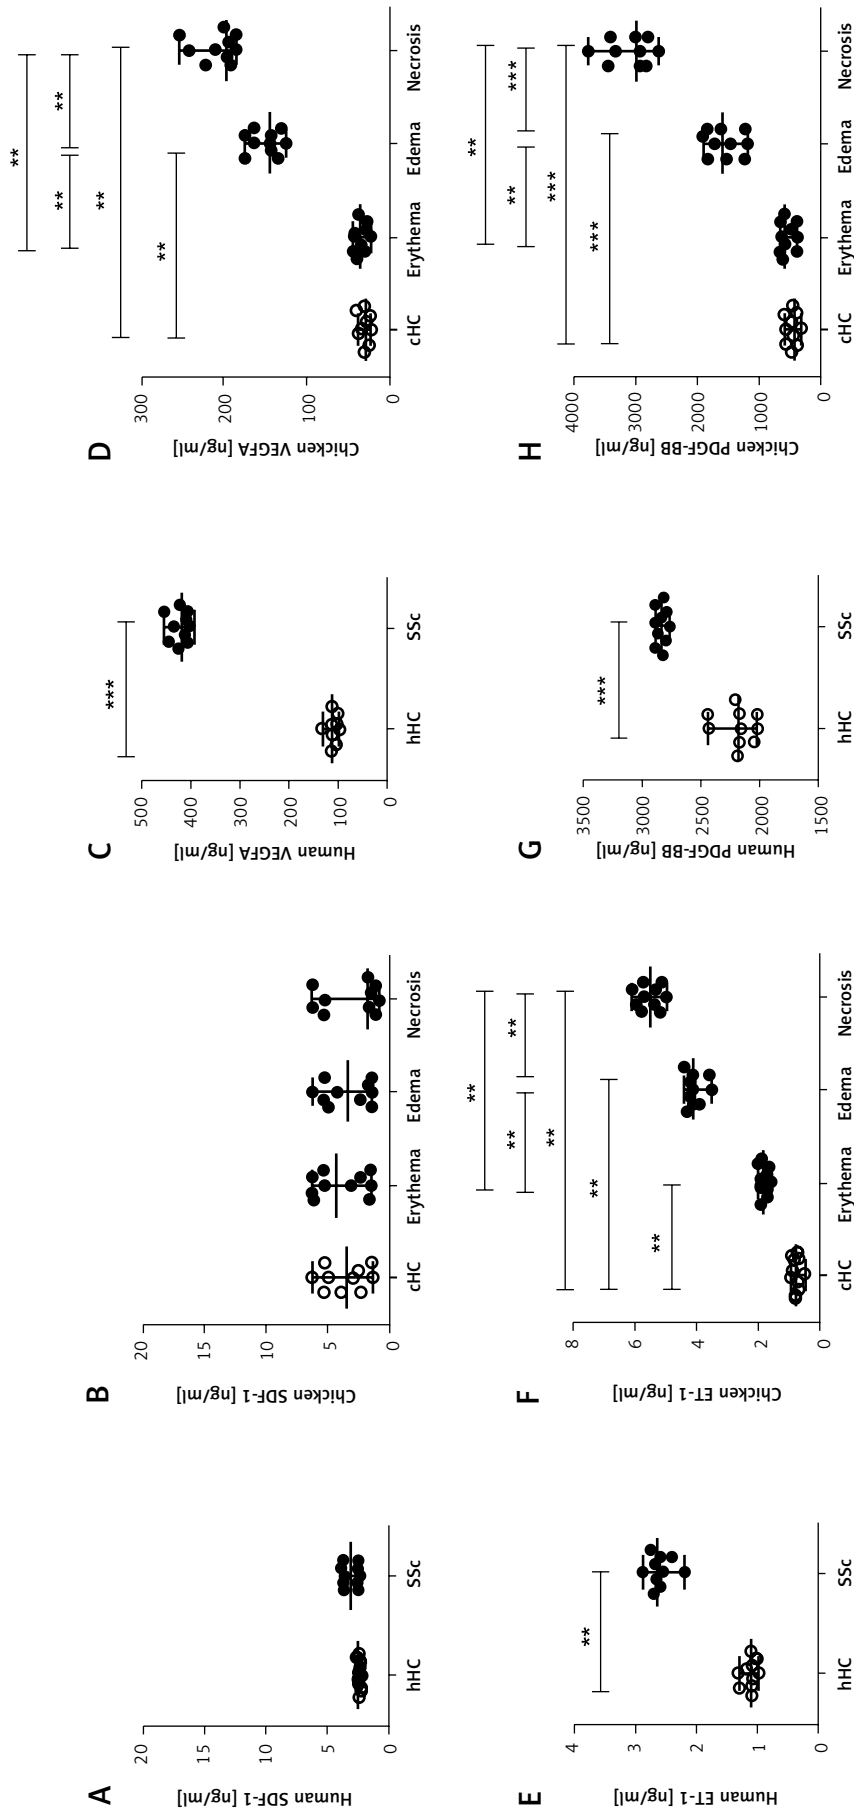 A
Human SDF-1 [ng/ml]
20
15
10
5
0
hHC SSc
B
Chicken SDF-1 [ng/ml]
20
15
10
5
0
cHC Erythema Edema Necrosis
C
Human VEGFA [ng/ml]
500
400
300
200
100
0
***
hHC SSc
D
Chicken VEGFA [ng/ml]
300
200
100
0
**
** **
**
**
cHC Erythema Edema Necrosis
E
Human ET-1 [ng/ml]
4
3
2
1
0
**
hHC SSc
F
Chicken ET-1 [ng/ml]
8
6
4
2
0
**
** **
**
**
**
cHC Erythema Edema Necrosis
G
Human PDGF-BB [ng/ml]
3500
3000
2500
2000
1500
***
hHC SSc
H
Chicken PDGF-BB [ng/ml]
4000
3000
2000
1000
0
**
** ***
***
***
cHC Erythema Edema Necrosis